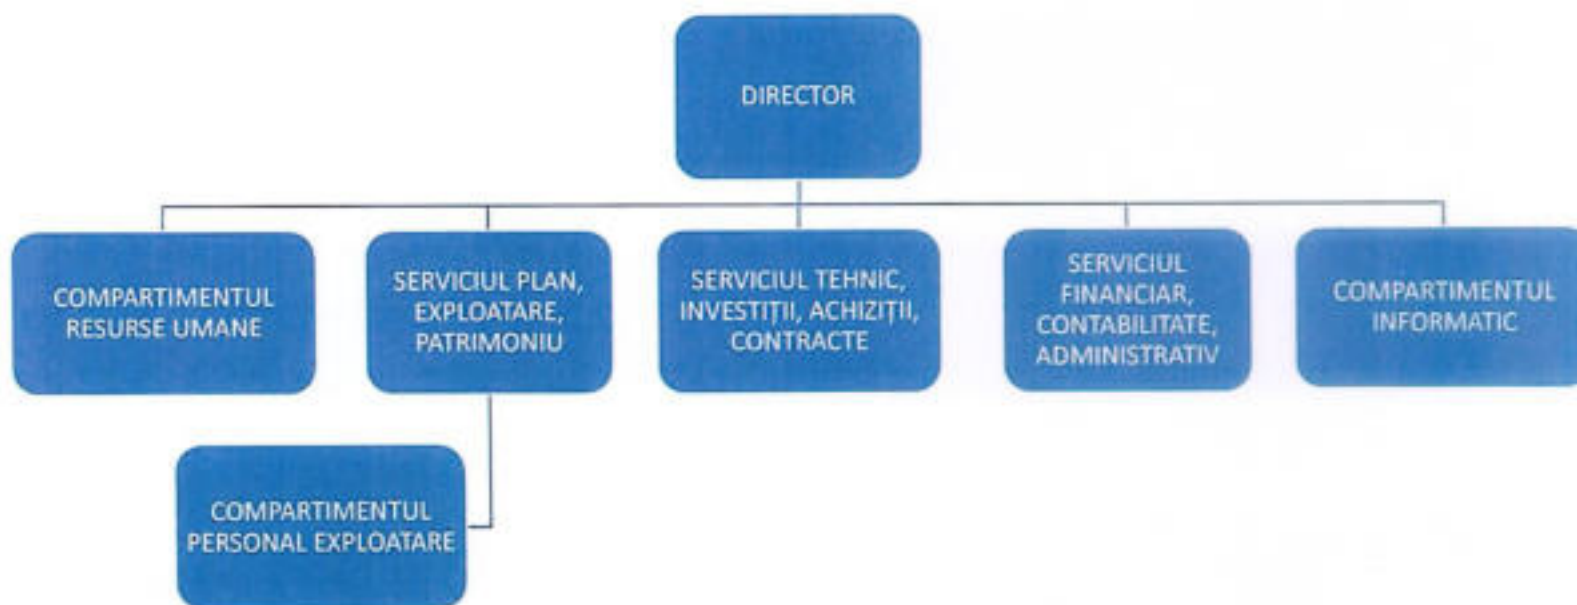 DIRECTOR
COMPARTIMENTUL
RESURSE UMANE
SERVICIUL PLAN,
EXPLOATARE,
PATRIMONIU
SERVICIUL TEHNIC,
INVESTIȚII, ACHIZIȚII,
CONTRACTE
SERVICIUL
FINANCIAR,
CONTABILITATE,
ADMINISTRATIV
COMPARTIMENTUL
INFORMATIC
COMPARTIMENTUL
PERSONAL EXPLOATARE